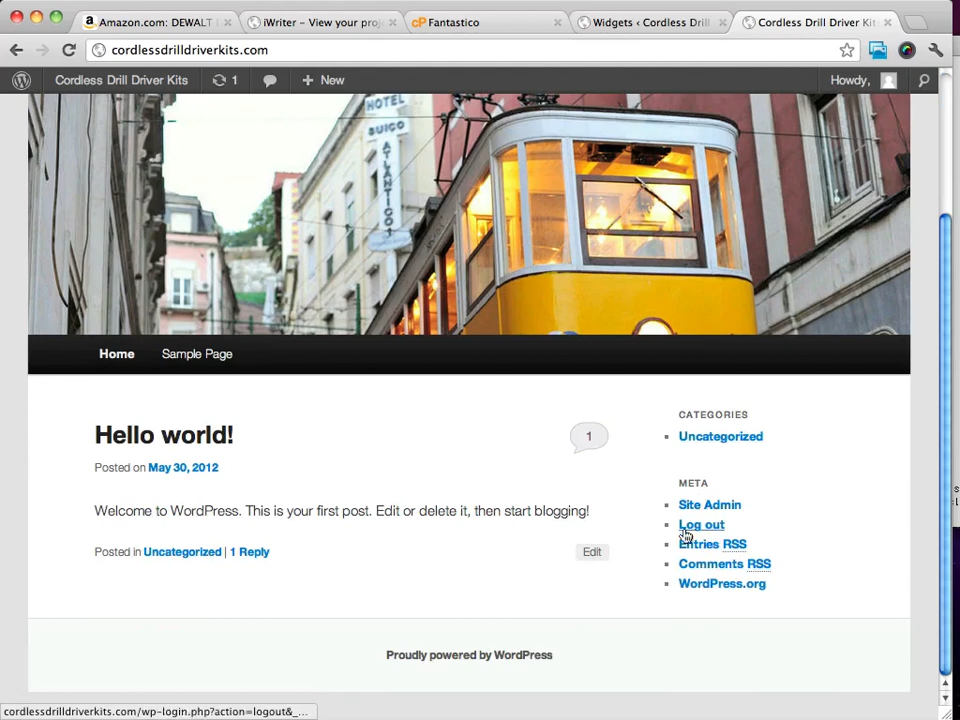 Amazon.com: DEWALT
iWriter – View your proj
cP Fantastico
Widgets ‹ Cordless Drill
Cordless Drill Driver Kits
cordlessdrilldriverkits.com
Cordless Drill Driver Kits 1 + New Howdy,
HOTEL
SUIÇO
ATLANTICO
Home Sample Page
Hello world!
1
Posted on May 30, 2012
Welcome to WordPress. This is your first post. Edit or delete it, then start blogging!
Posted in Uncategorized | 1 Reply
Edit
CATEGORIES
Uncategorized
META
Site Admin
Log out
Entries RSS
Comments RSS
WordPress.org
Proudly powered by WordPress
cordlessdrilldriverkits.com/wp-login.php?action=logout&_...